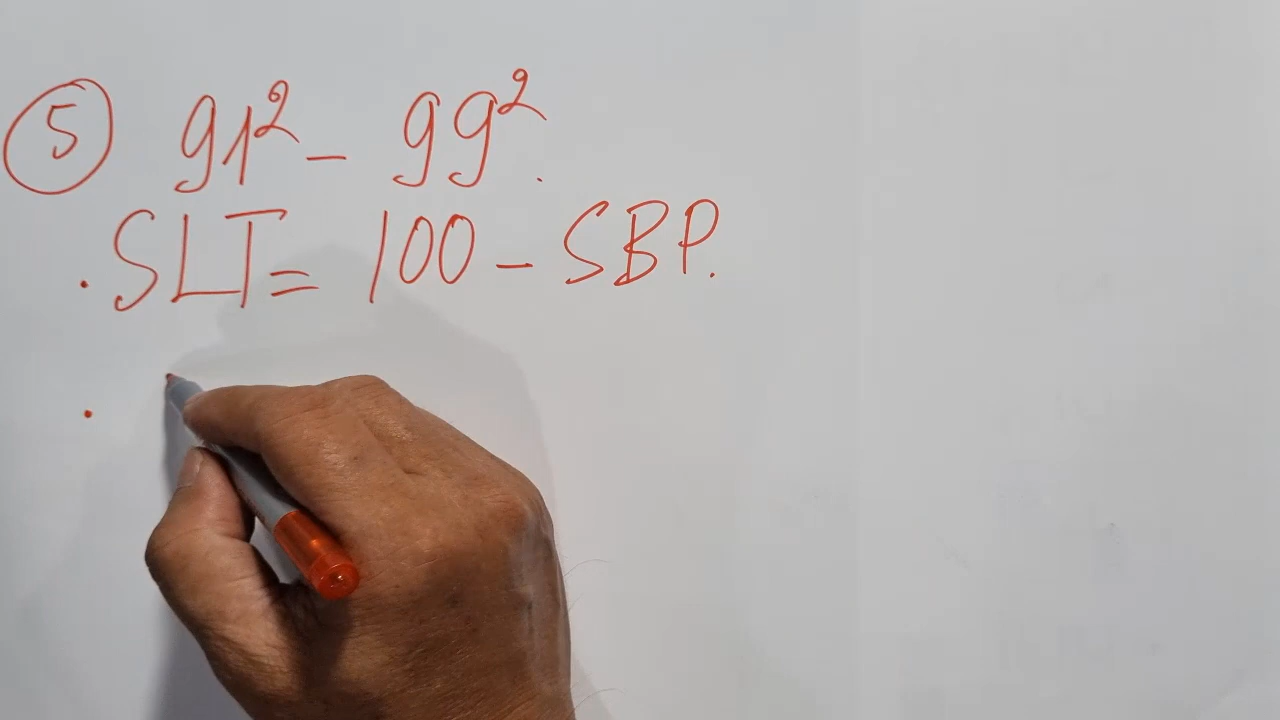 ⑤ 91² - 99².
. SLT = 100 - SBP.
.